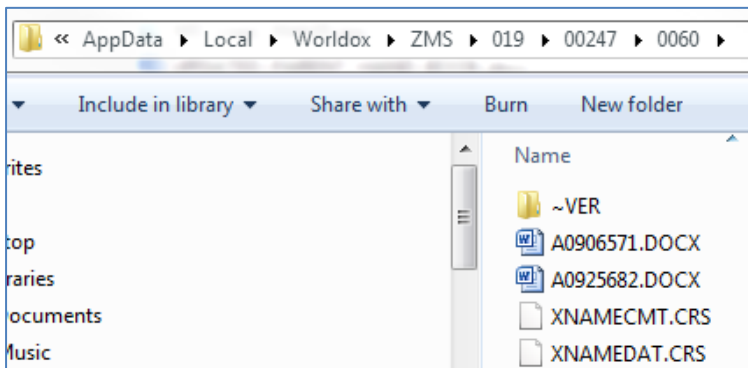 « AppData ▸ Local ▸ Worldox ▸ ZMS ▸ 019 ▸ 00247 ▸ 0060 ▸
Include in library Share with Burn New folder
Name
rites
~VER
top
A0906571.DOCX
raries
A0925682.DOCX
ocuments
XNAMECMT.CRS
Music
XNAMEDAT.CRS